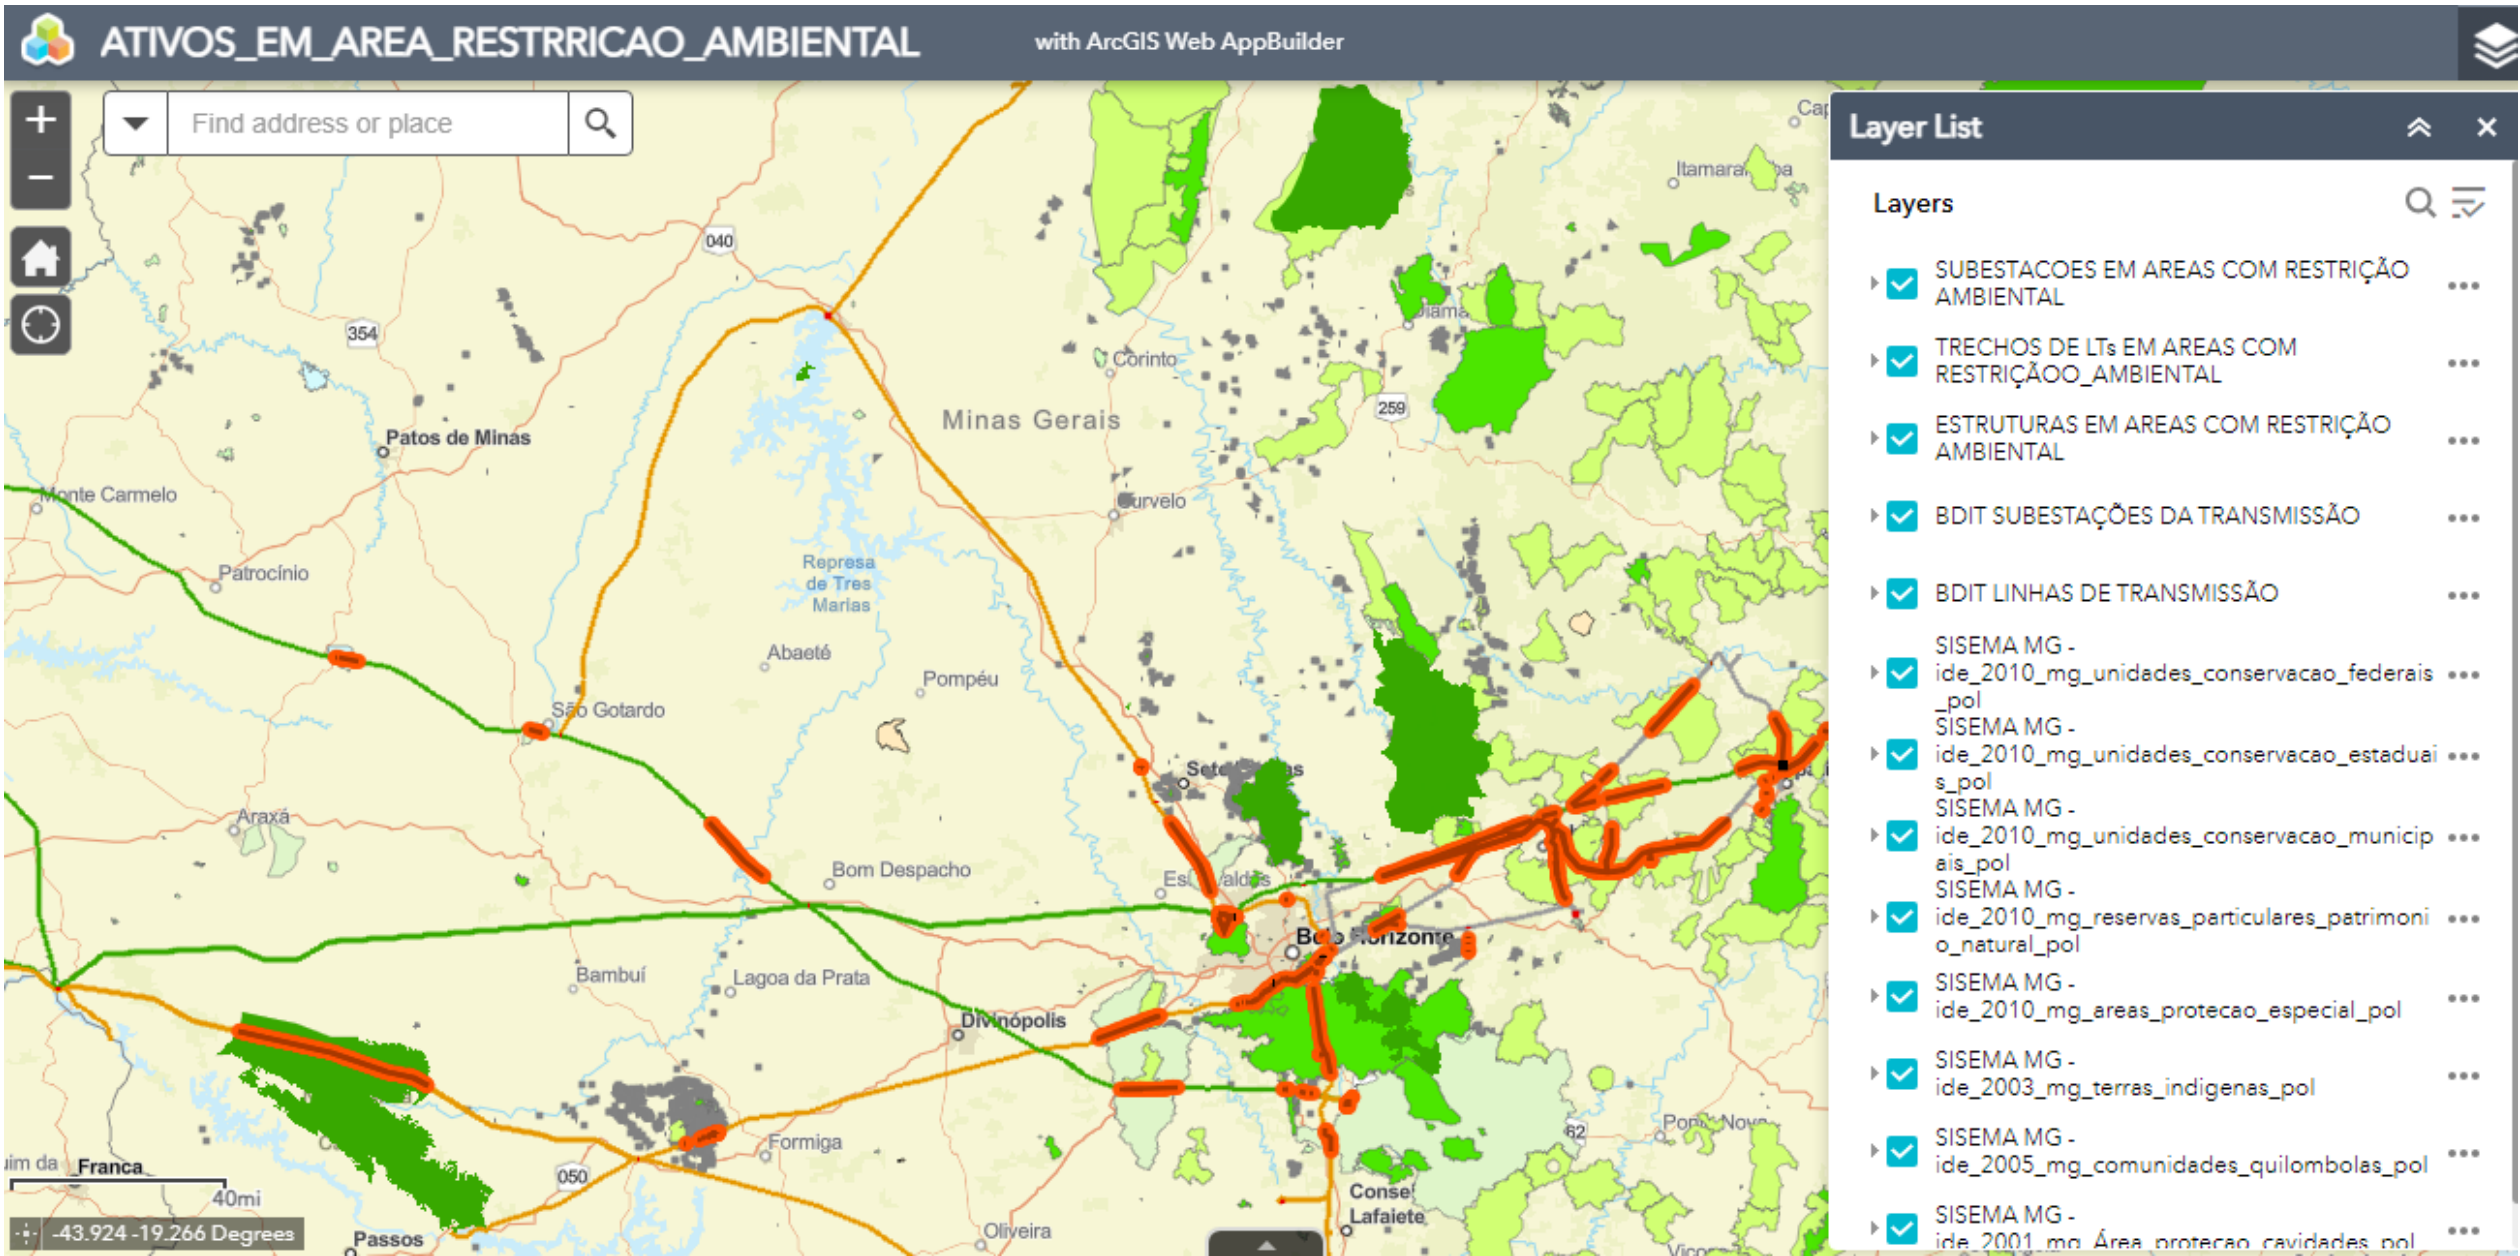 ATIVOS_EM_AREA_RESTRRICAO_AMBIENTAL
with ArcGIS Web AppBuilder
+
Find address or place
−
Layer List
Layers
SUBESTACOES EM AREAS COM RESTRIÇÃO
AMBIENTAL
TRECHOS DE LTs EM AREAS COM
RESTRIÇÃOO_AMBIENTAL
ESTRUTURAS EM AREAS COM RESTRIÇÃO
AMBIENTAL
BDIT SUBESTAÇÕES DA TRANSMISSÃO
BDIT LINHAS DE TRANSMISSÃO
SISEMA MG -
ide_2010_mg_unidades_conservacao_federais
_pol
SISEMA MG -
ide_2010_mg_unidades_conservacao_estaduai
s_pol
SISEMA MG -
ide_2010_mg_unidades_conservacao_municip
ais_pol
SISEMA MG -
ide_2010_mg_reservas_particulares_patrimoni
o_natural_pol
SISEMA MG -
ide_2010_mg_areas_protecao_especial_pol
SISEMA MG -
ide_2003_mg_terras_indigenas_pol
SISEMA MG -
ide_2005_mg_comunidades_quilombolas_pol
SISEMA MG -
ide_2001_mg_Área_protecao_cavidades_pol
040
354
Corinto
259
Minas Gerais
Patos de Minas
Monte Carmelo
Curvelo
Represa
de Tres
Marias
Patrocínio
Abaeté
Pompéu
São Gotardo
Araxá
Bom Despacho
Belo Horizonte
Bambuí
Lagoa da Prata
Divinópolis
Formiga
62
Franca
050
40mi
Conse
Lafaiete
Oliveira
Passos
-43.924 -19.266 Degrees